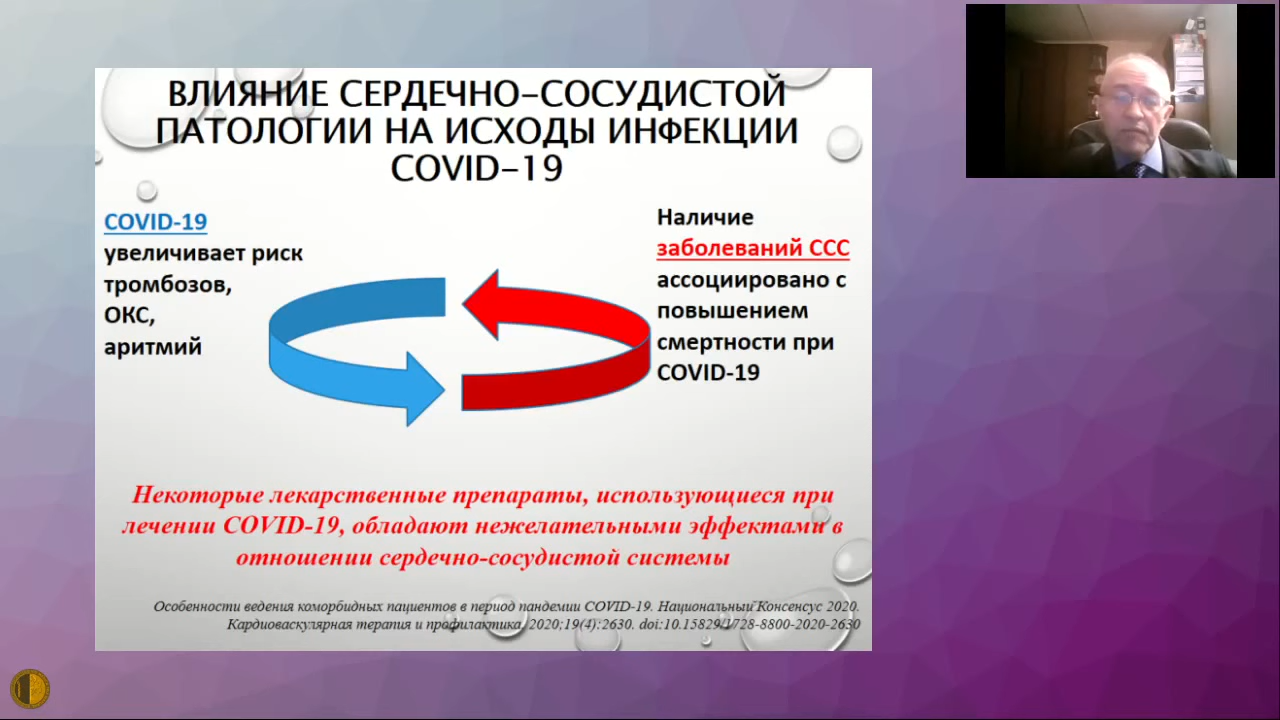 ВЛИЯНИЕ СЕРДЕЧНО-СОСУДИСТОЙ
ПАТОЛОГИИ НА ИСХОДЫ ИНФЕКЦИИ
COVID-19
COVID-19
увеличивает риск
тромбозов,
ОКС,
аритмий
Наличие
заболеваний ССС
ассоциировано с
повышением
смертности при
COVID-19
Некоторые лекарственные препараты, использующиеся при
лечении COVID-19, обладают нежелательными эффектами в
отношении сердечно-сосудистой системы
Особенности ведения коморбидных пациентов в период пандемии COVID-19. Национальный Консенсус 2020.
Кардиоваскулярная терапия и профилактика. 2020;19(4):2630. doi:10.15829/1728-8800-2020-2630